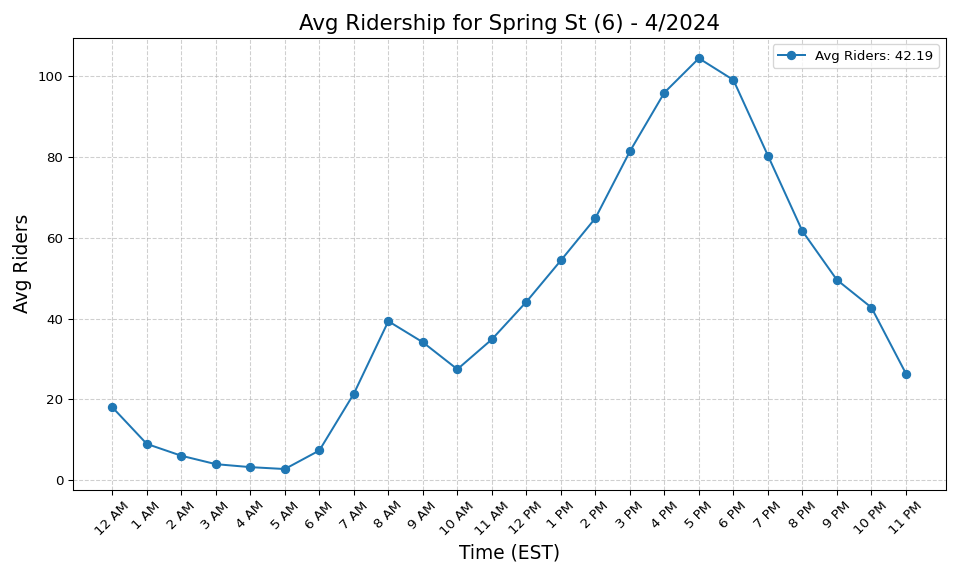 Avg Ridership for Spring St (6) - 4/2024
Avg Riders: 42.19
Avg Riders
100
80
60
40
20
0
12 AM 1 AM 2 AM 3 AM 4 AM 5 AM 6 AM 7 AM 8 AM 9 AM 10 AM 11 AM 12 PM 1 PM 2 PM 3 PM 4 PM 5 PM 6 PM 7 PM 8 PM 9 PM 10 PM 11 PM
Time (EST)